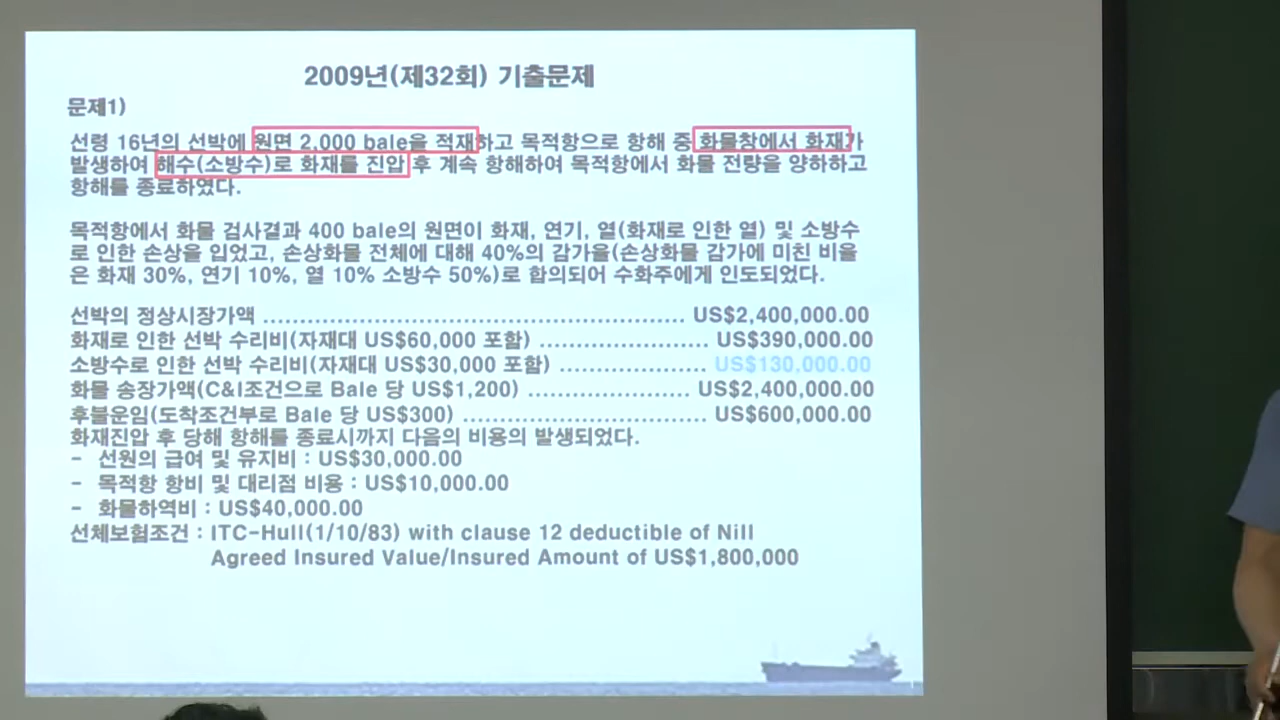 2009년(제32회) 기출문제
문제1)
선령 16년의 선박에 원면 2,000 bale을 적재하고 목적항으로 항해 중 화물창에서 화재가
발생하여 해수(소방수)로 화재를 진압 후 계속 항해하여 목적항에서 화물 전량을 양하하고
항해를 종료하였다.
목적항에서 화물 검사결과 400 bale의 원면이 화재, 연기, 열(화재로 인한 열) 및 소방수
로 인한 손상을 입었고, 손상화물 전체에 대해 40%의 감가율(손상화물 감가에 미친 비율
은 화재 30%, 연기 10%, 열 10% 소방수 50%)로 합의되어 수화주에게 인도되었다.
선박의 정상시장가액 ........................................................ US$2,400,000.00
화재로 인한 선박 수리비(자재대 US$60,000 포함) ....................... US$390,000.00
소방수로 인한 선박 수리비(자재대 US$30,000 포함) .................... US$130,000.00
화물 송장가액(C&I조건으로 Bale 당 US$1,200) ...................... US$2,400,000.00
후불운임(도착조건부로 Bale 당 US$300) ................................. US$600,000.00
화재진압 후 당해 항해를 종료시까지 다음의 비용의 발생되었다.
- 선원의 급여 및 유지비 : US$30,000.00
- 목적항 항비 및 대리점 비용 : US$10,000.00
- 화물하역비 : US$40,000.00
선체보험조건 : ITC-Hull(1/10/83) with clause 12 deductible of Nill
Agreed Insured Value/Insured Amount of US$1,800,000